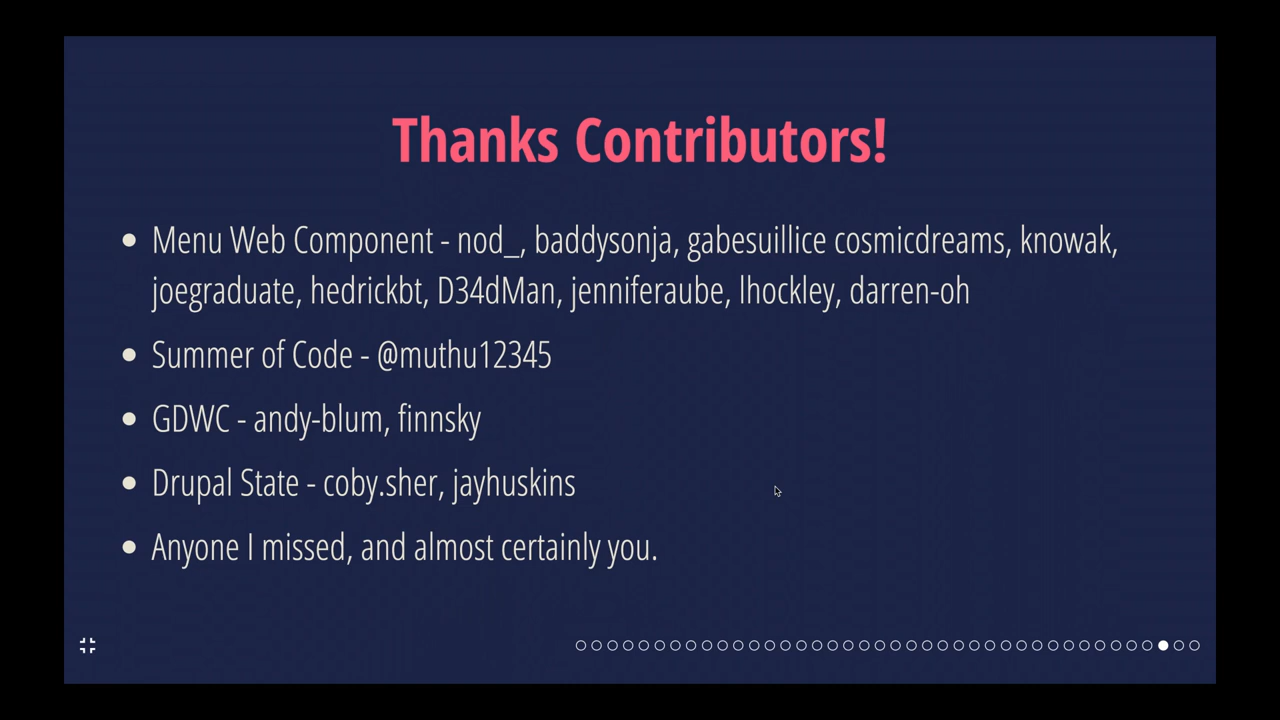 Thanks Contributors!
• Menu Web Component - nod_, baddysonja, gabesuillice cosmicdreams, knowak,
joegraduate, hedrickbt, D34dMan, jenniferaube, lhockley, darren-oh
• Summer of Code - @muthu12345
• GDWC - andy-blum, finnsky
• Drupal State - coby.sher, jayhuskins
• Anyone I missed, and almost certainly you.